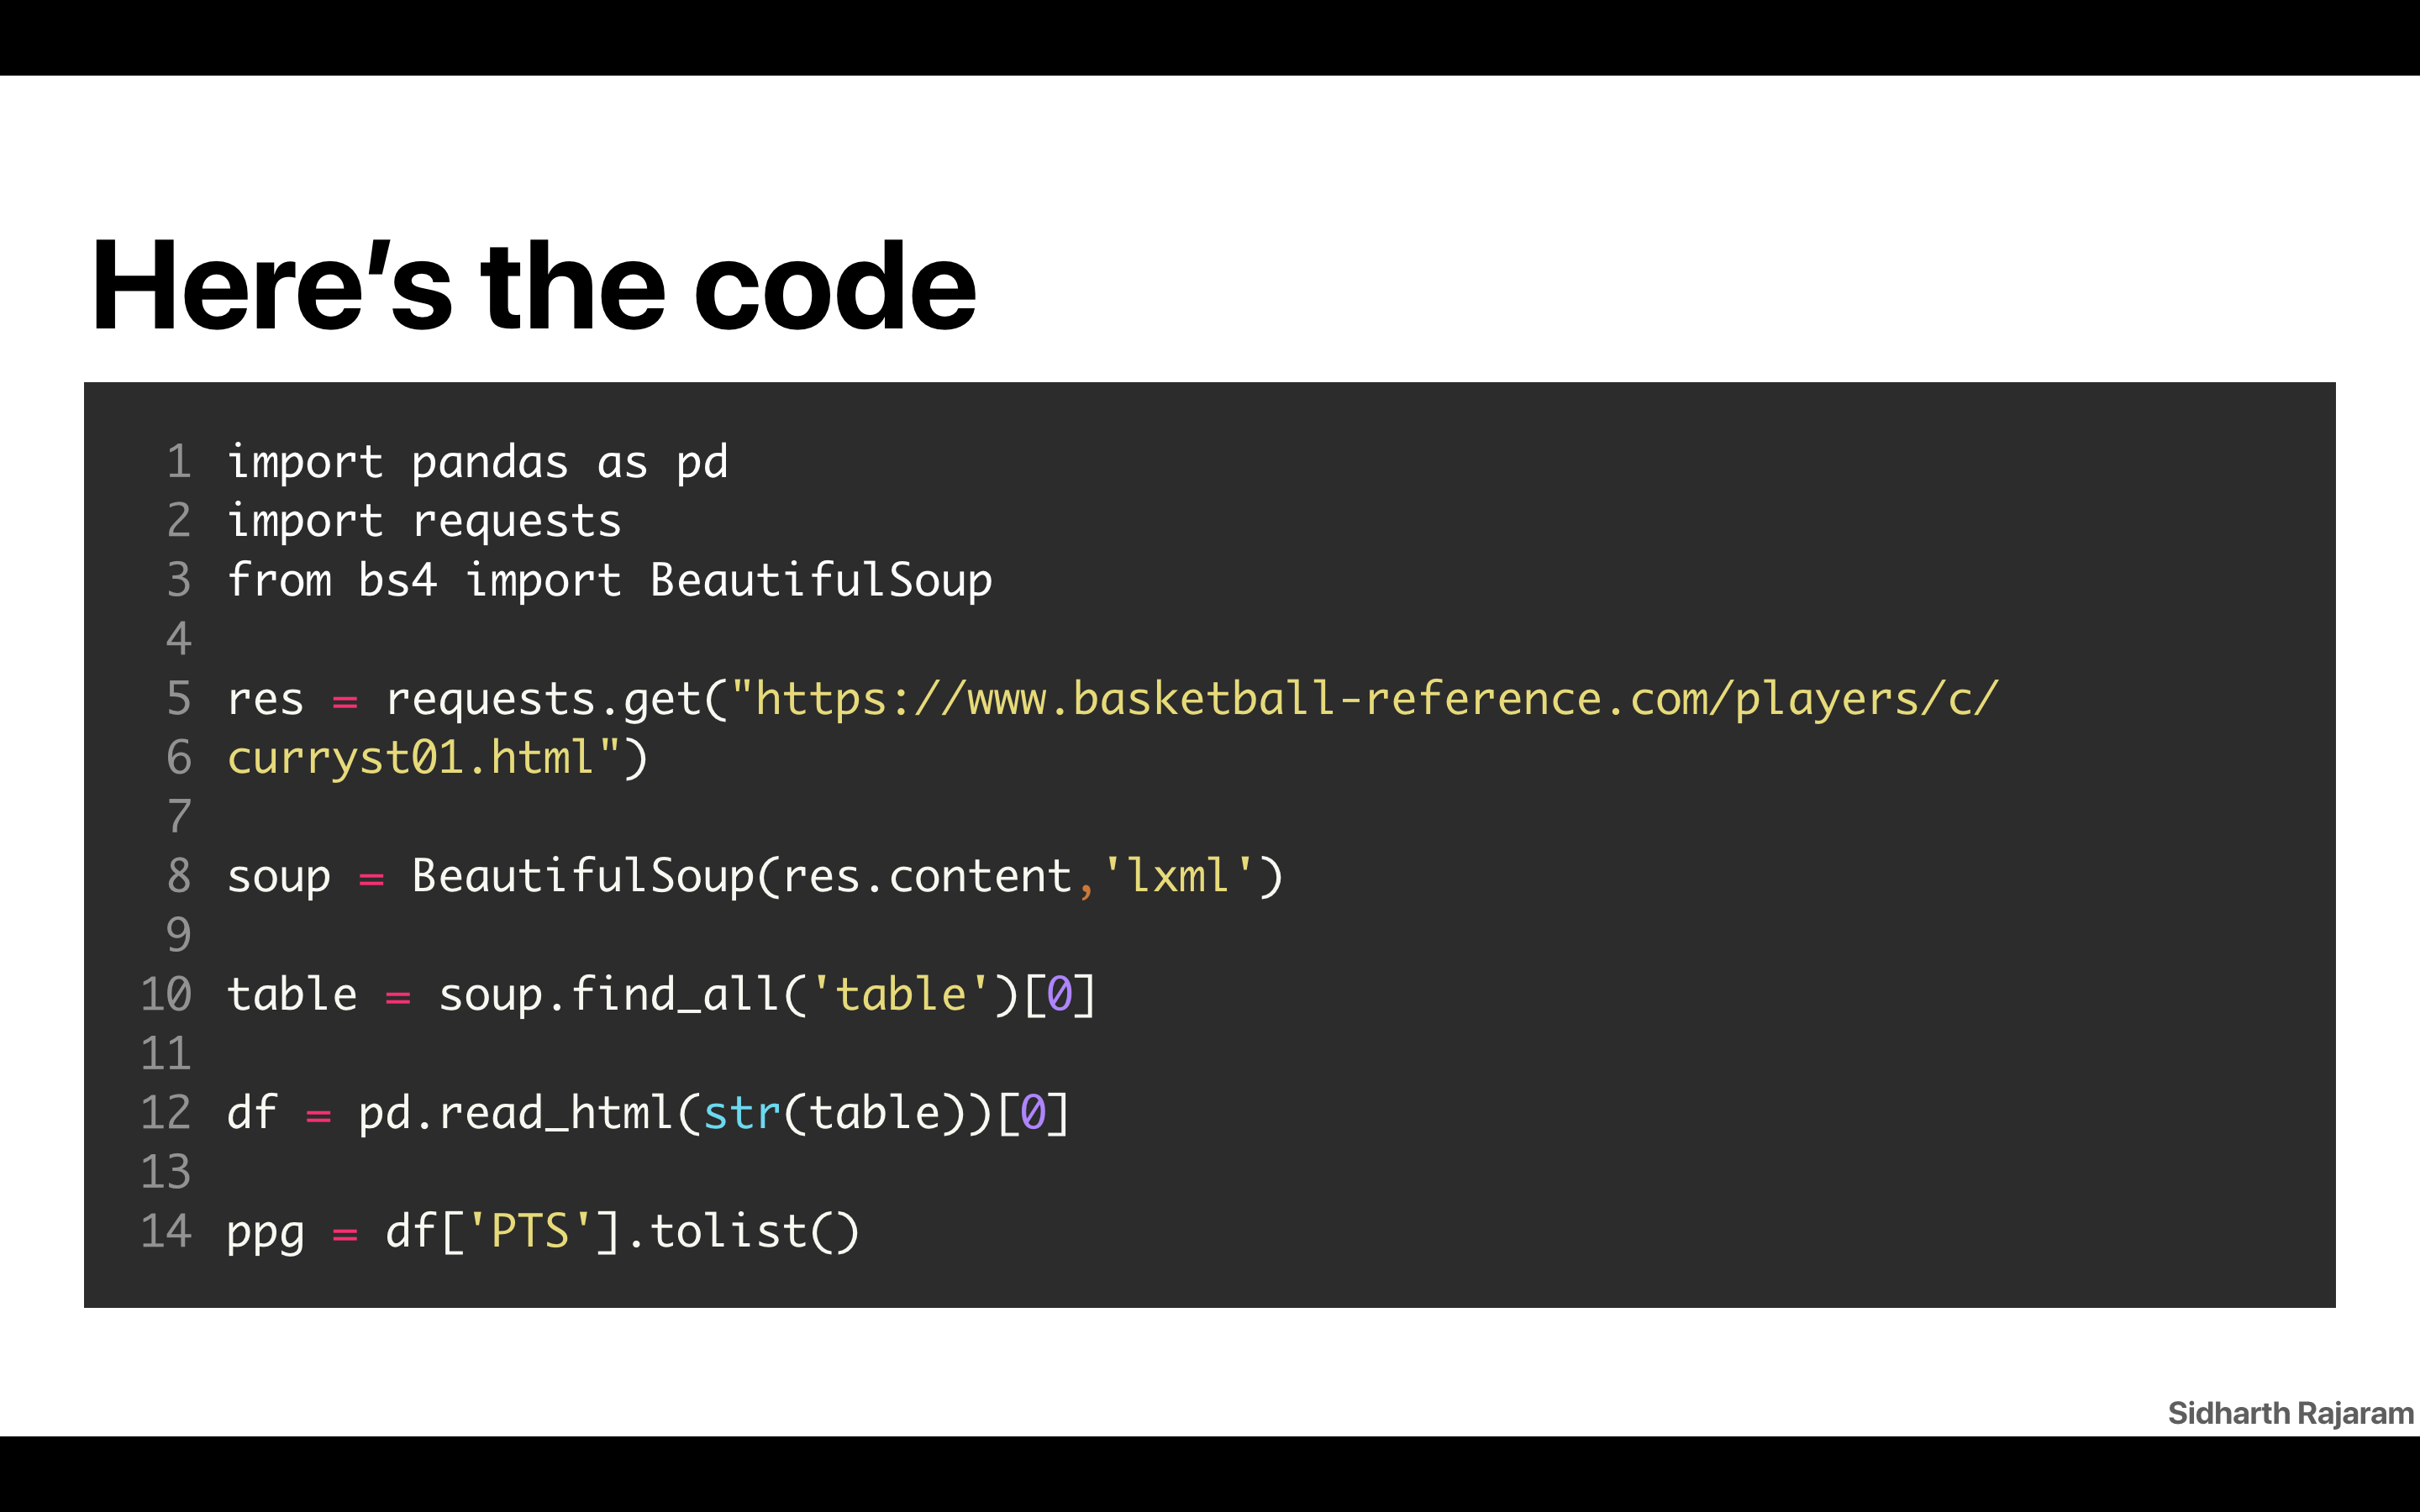 Here's the code
1 import pandas as pd
2 import requests
3 from bs4 import BeautifulSoup
4
5 res = requests.get("https://www.basketball-reference.com/players/c/
6 curryst01.html")
7
8 soup = BeautifulSoup(res.content,'lxml')
9
10 table = soup.find_all('table')[0]
11
12 df = pd.read_html(str(table))[0]
13
14 ppg = df['PTS'].tolist()
Sidharth Rajaram